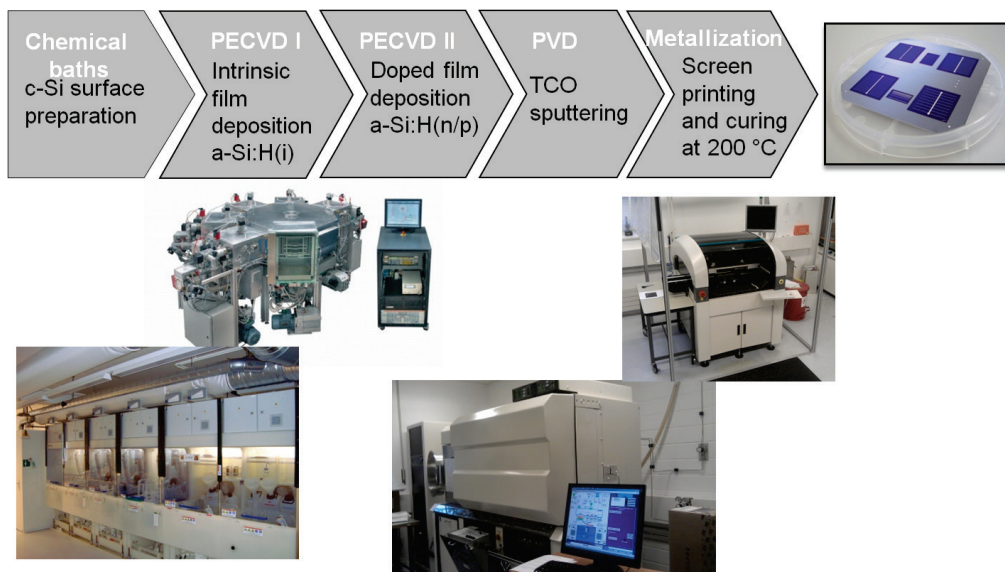 Chemical
baths
c-Si surface
preparation
PECVD I
Intrinsic
film
deposition
a-Si:H(i)
PECVD II
Doped film
deposition
a-Si:H(n/p)
PVD
TCO
sputtering
Metallization
Screen
printing
and curing
at 200 °C